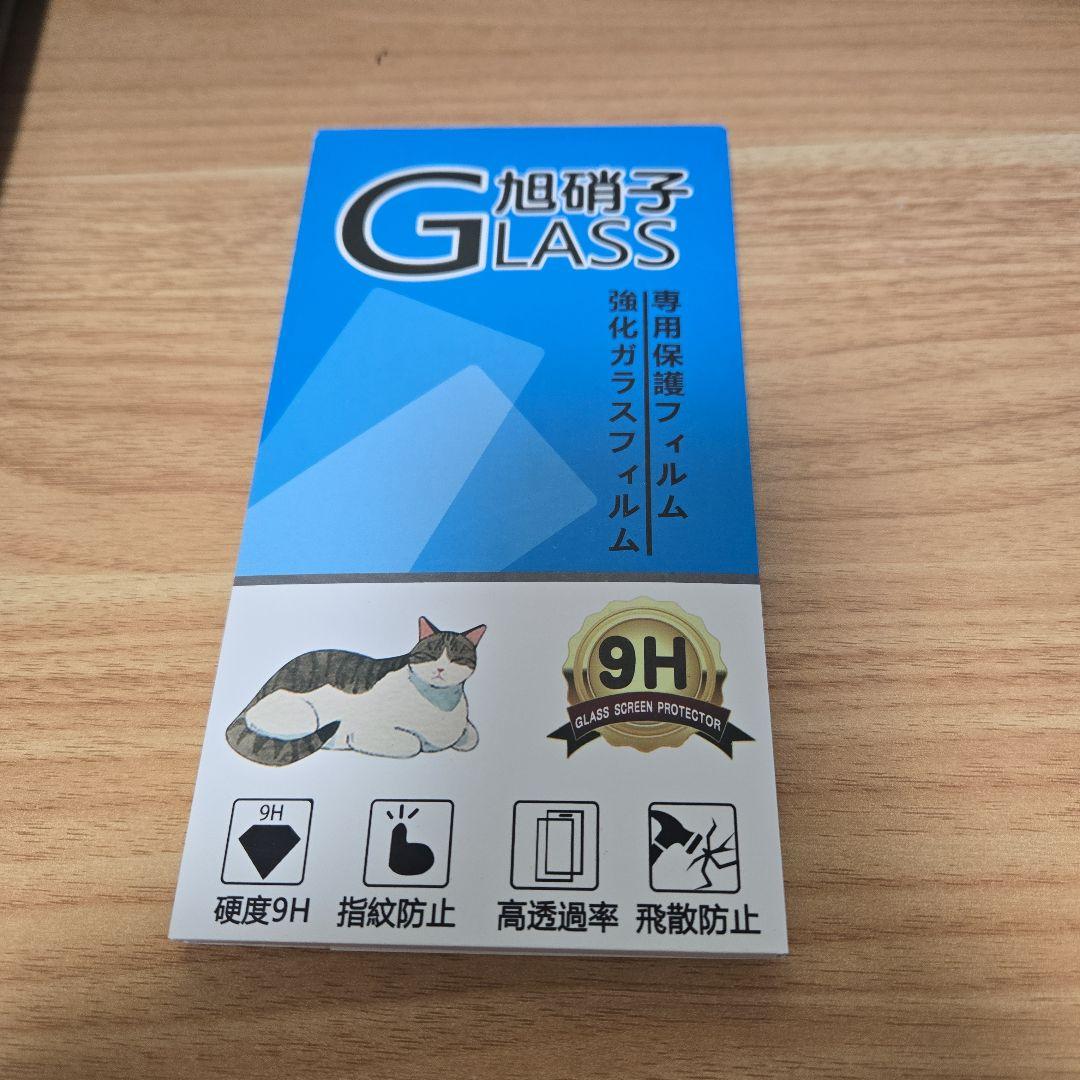 旭硝子
GLASS
専用保護フィルム
強化ガラスフィルム
9H
GLASS SCREEN PROTECTOR
9H
硬度9H
指紋防止
高透過率
飛散防止